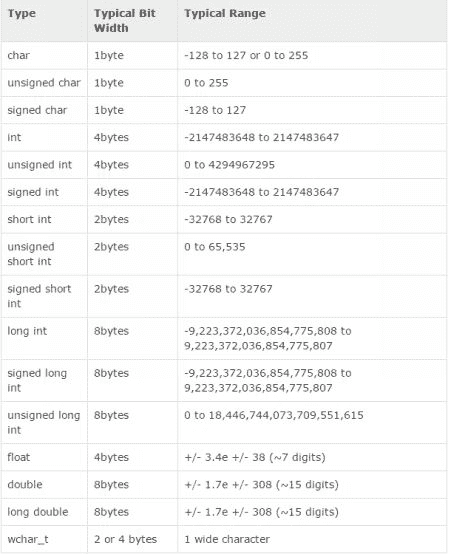 Type Typical Bit Width Typical Range
char 1byte -128 to 127 or 0 to 255
unsigned char 1byte 0 to 255
signed char 1byte -128 to 127
int 4bytes -2147483648 to 2147483647
unsigned int 4bytes 0 to 4294967295
signed int 4bytes -2147483648 to 2147483647
short int 2bytes -32768 to 32767
unsigned short int 2bytes 0 to 65,535
signed short int 2bytes -32768 to 32767
long int 8bytes -9,223,372,036,854,775,808 to 9,223,372,036,854,775,807
signed long int 8bytes -9,223,372,036,854,775,808 to 9,223,372,036,854,775,807
unsigned long int 8bytes 0 to 18,446,744,073,709,551,615
float 4bytes +/- 3.4e +/- 38 (~7 digits)
double 8bytes +/- 1.7e +/- 308 (~15 digits)
long double 8bytes +/- 1.7e +/- 308 (~15 digits)
wchar_t 2 or 4 bytes 1 wide character